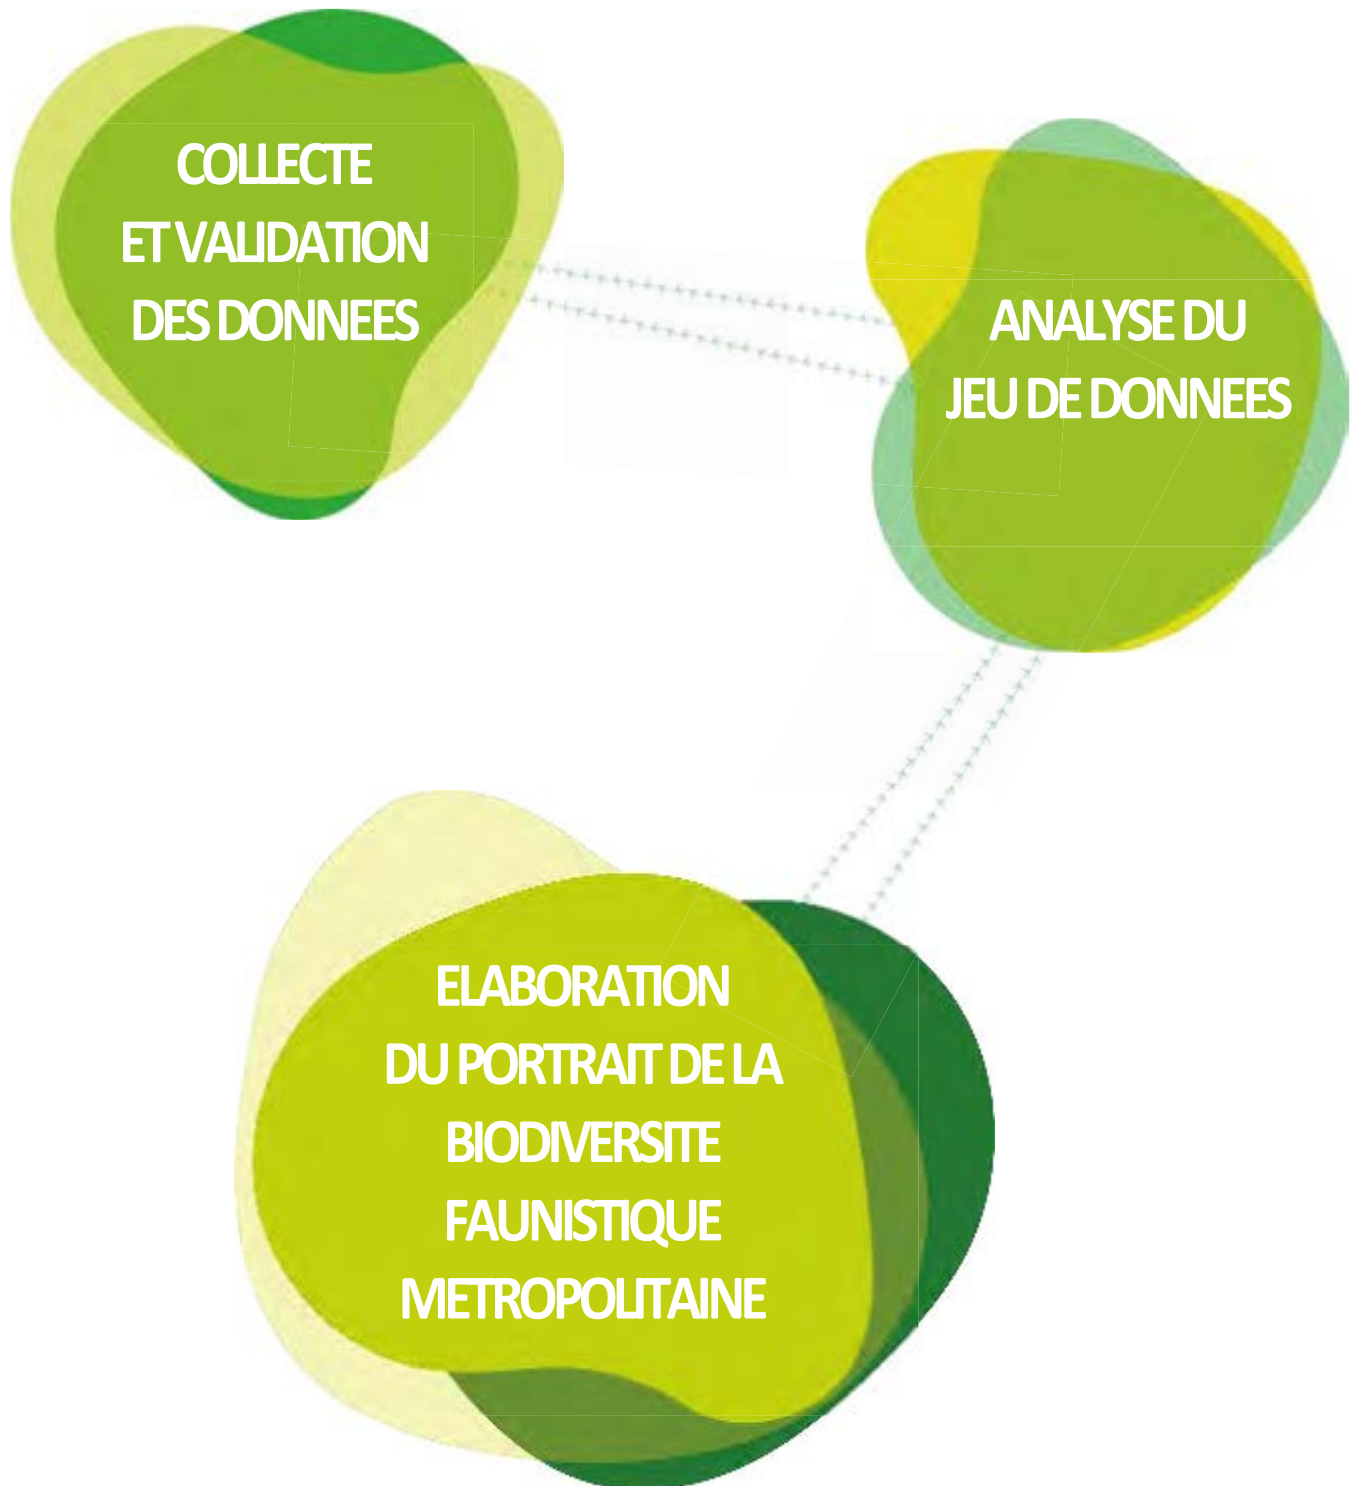 COLLECTE
ET VALIDATION
DES DONNEES
ANALYSE DU
JEU DE DONNEES
ELABORATION
DU PORTRAIT DE LA
BIODIVERSITE
FAUNISTIQUE
METROPOLITAINE